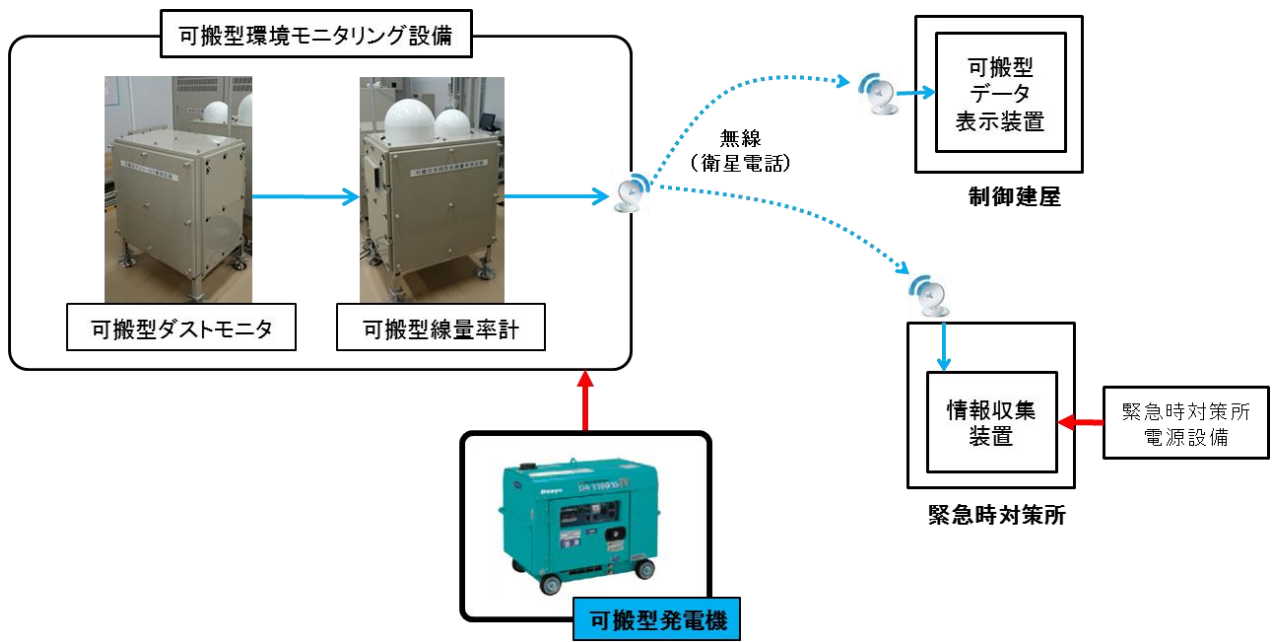 可搬型環境モニタリング設備
可搬型ダストモニタ
可搬型線量率計
無線
（衛星電話）
可搬型
データ
表示装置
制御建屋
情報収集
装置
緊急時対策所
緊急時対策所
電源設備
Denyo
可搬型発電機